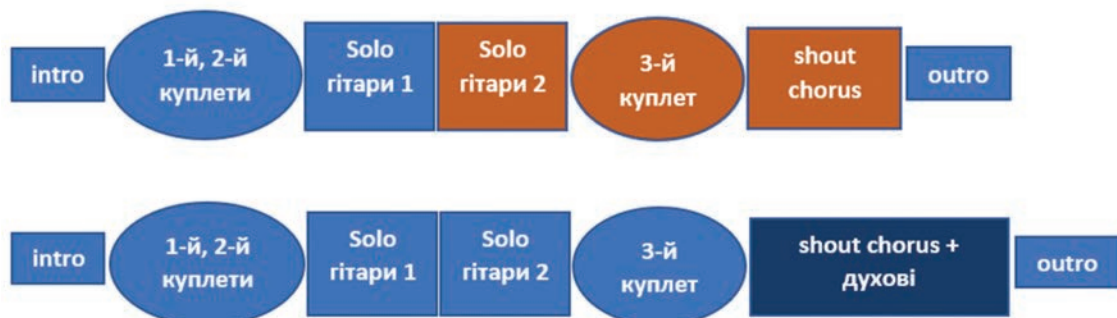 intro
1-й, 2-й
куплети
Solo
гітари 1
Solo
гітари 2
3-й
куплет
shout
chorus
outro
intro
1-й, 2-й
куплети
Solo
гітари 1
Solo
гітари 2
3-й
куплет
shout chorus +
духові
outro